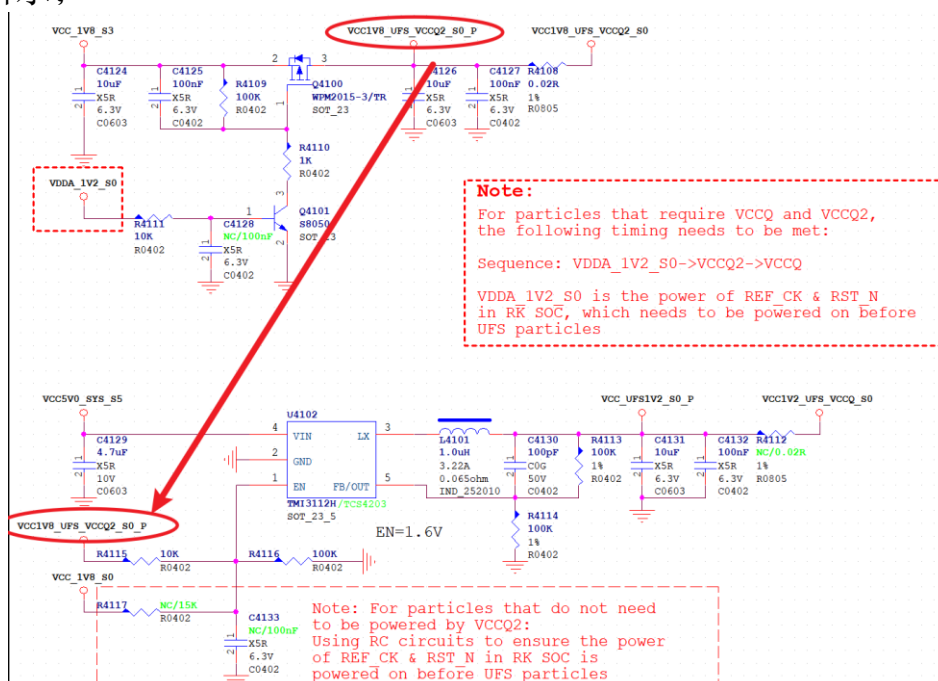 VCC_1V8_S3
VCC1V8_UFS_VCCQ2_S0_P
VCC1V8_UFS_VCCQ2_S0
2
3
1
C4124
10uF
X5R
6.3V
C0603
C4125
100nF
X5R
6.3V
C0402
R4109
100K
R0402
Q4100
WPM2015-3/TR
SOT_23
C4126
10uF
X5R
6.3V
C0603
C4127
100nF
X5R
6.3V
C0402
R4108
0.02R
1%
R0805
R4110
1K
R0402
VDDA_1V2_S0
R4111
10K
R0402
C4128
NC/100nF
X5R
6.3V
C0402
1
3
2
Q4101
S8050
SOT_23
Note:
For particles that require VCCQ and VCCQ2,
the following timing needs to be met:
Sequence: VDDA_1V2_S0->VCCQ2->VCCQ
VDDA_1V2_S0 is the power of REF_CK & RST_N
in RK SOC, which needs to be powered on before
UFS particles
VCC5V0_SYS_S5
VCC_UFS1V2_S0_P
VCC1V2_UFS_VCCQ_S0
C4129
4.7uF
X5R
10V
C0603
U4102
4 VIN LX 3
2 GND
1 EN FB/OUT 5
TMI3112H/TCS4203
SOT_23_5
L4101
1.0uH
3.22A
0.065ohm
IND_252010
C4130
100pF
C0G
50V
C0402
R4113
100K
1%
R0402
C4131
10uF
X5R
6.3V
C0603
C4132
100nF
X5R
6.3V
C0402
R4112
NC/0.02R
1%
R0805
R4114
100K
1%
R0402
EN=1.6V
VCC1V8_UFS_VCCQ2_S0_P
R4115
10K
R0402
R4116
100K
R0402
VCC_1V8_S0
R4117
NC/15K
R0402
C4133
NC/100nF
X5R
6.3V
C0402
Note: For particles that do not need
to be powered by VCCQ2:
Using RC circuits to ensure the power
of REF_CK & RST_N in RK SOC is
powered on before UFS particles